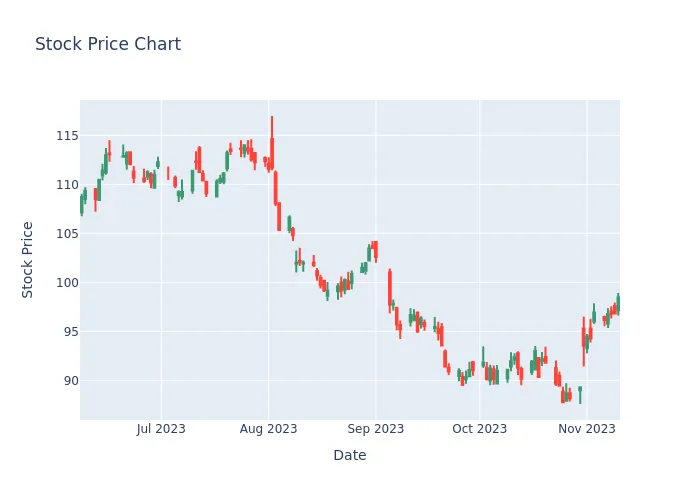 Stock Price Chart
Stock Price
115
110
105
100
95
90
Jul 2023
Aug 2023
Sep 2023
Oct 2023
Nov 2023
Date